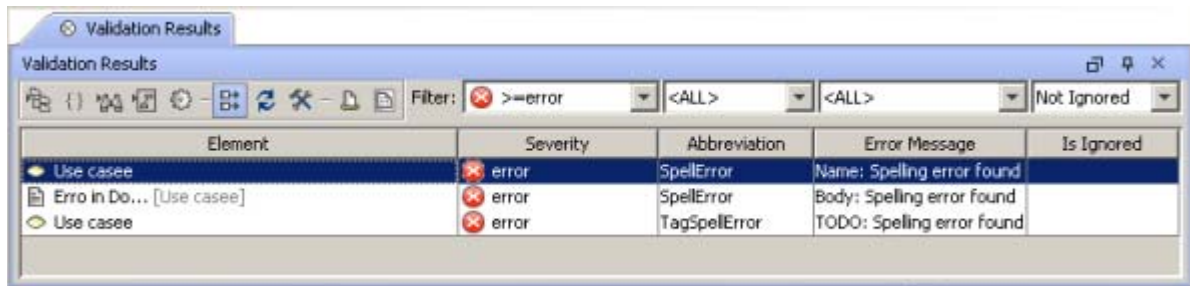 Validation Results
Validation Results
Filter: >=error <ALL> <ALL> Not Ignored
Element Severity Abbreviation Error Message Is Ignored
Use casee error SpellError Name: Spelling error found
Erro in Do... [Use casee] error SpellError Body: Spelling error found
Use casee error TagSpellError TODO: Spelling error found